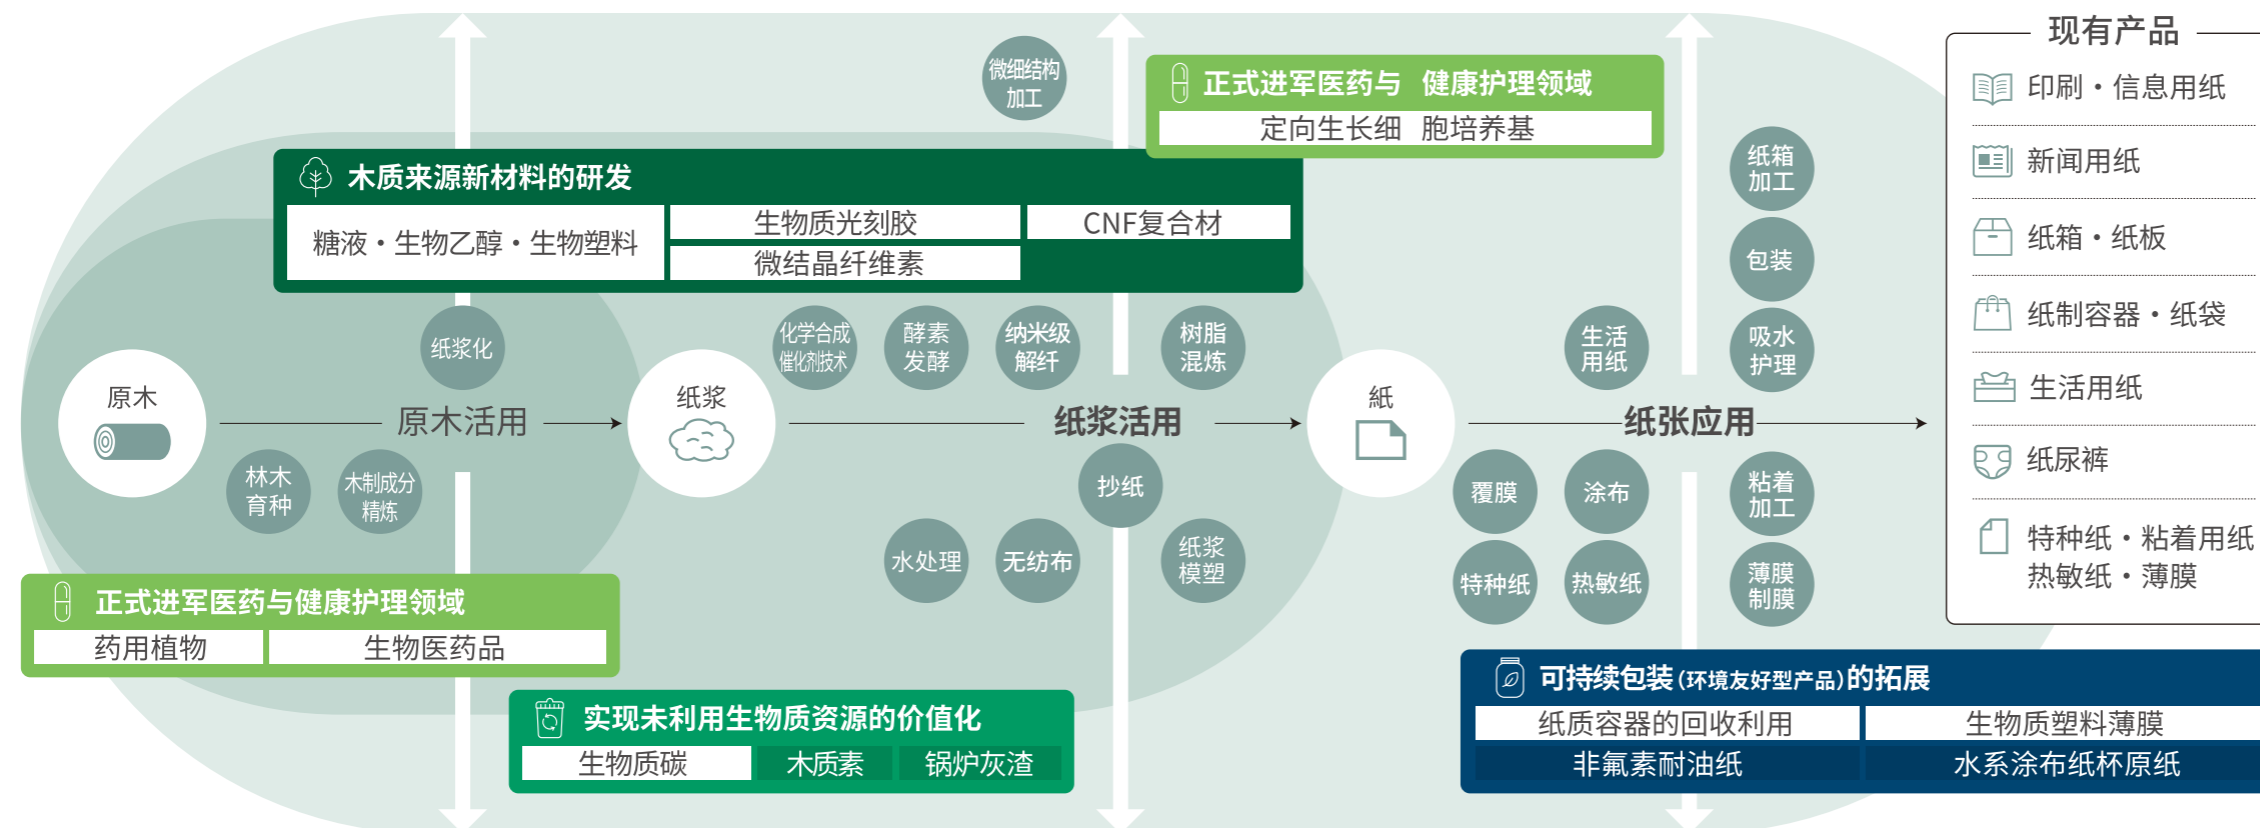 微细结构
加工
正式进军医药与 健康护理领域
定向生长细 胞培养基
木质来源新材料的研发
糖液・生物乙醇・生物塑料
生物质光刻胶
微结晶纤维素
CNF复合材
纸浆化
化学合成
催化剂技术
酵素
发酵
纳米级
解纤
树脂
混炼
生活
用纸
纸箱
加工
包装
吸水
护理
原木
原木活用
纸浆
纸浆活用
紙
纸张应用
林木
育种
木制成分
精炼
抄纸
水处理
无纺布
纸浆
模塑
覆膜
涂布
粘着
加工
特种纸
热敏纸
薄膜
制膜
正式进军医药与健康护理领域
药用植物
生物医药品
实现未利用生物质资源的价值化
生物质碳
木质素
锅炉灰渣
可持续包装(环境友好型产品)的拓展
纸质容器的回收利用
生物质塑料薄膜
非氟素耐油纸
水系涂布纸杯原纸
现有产品
印刷・信息用纸
新闻用纸
纸箱・纸板
纸制容器・纸袋
生活用纸
纸尿裤
特种纸・粘着用纸
热敏纸・薄膜